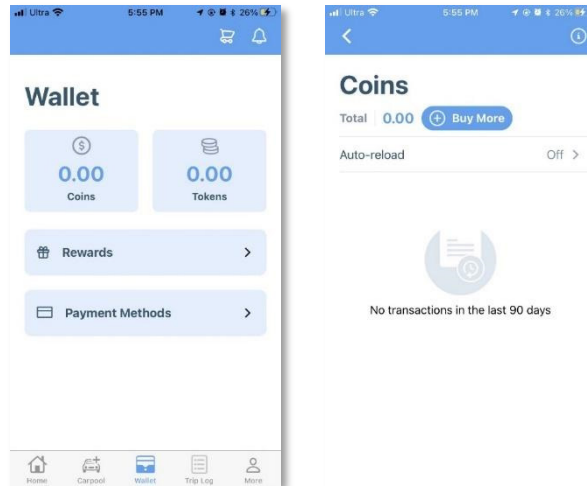 Ultra 5:55 PM 26%
Wallet
0.00 0.00
Coins Tokens
Rewards
Payment Methods
Home Carpool Wallet Trip Log More
Ultra 5:55 PM 26%
Coins
Total 0.00 Buy More
Auto-reload Off
No transactions in the last 90 days